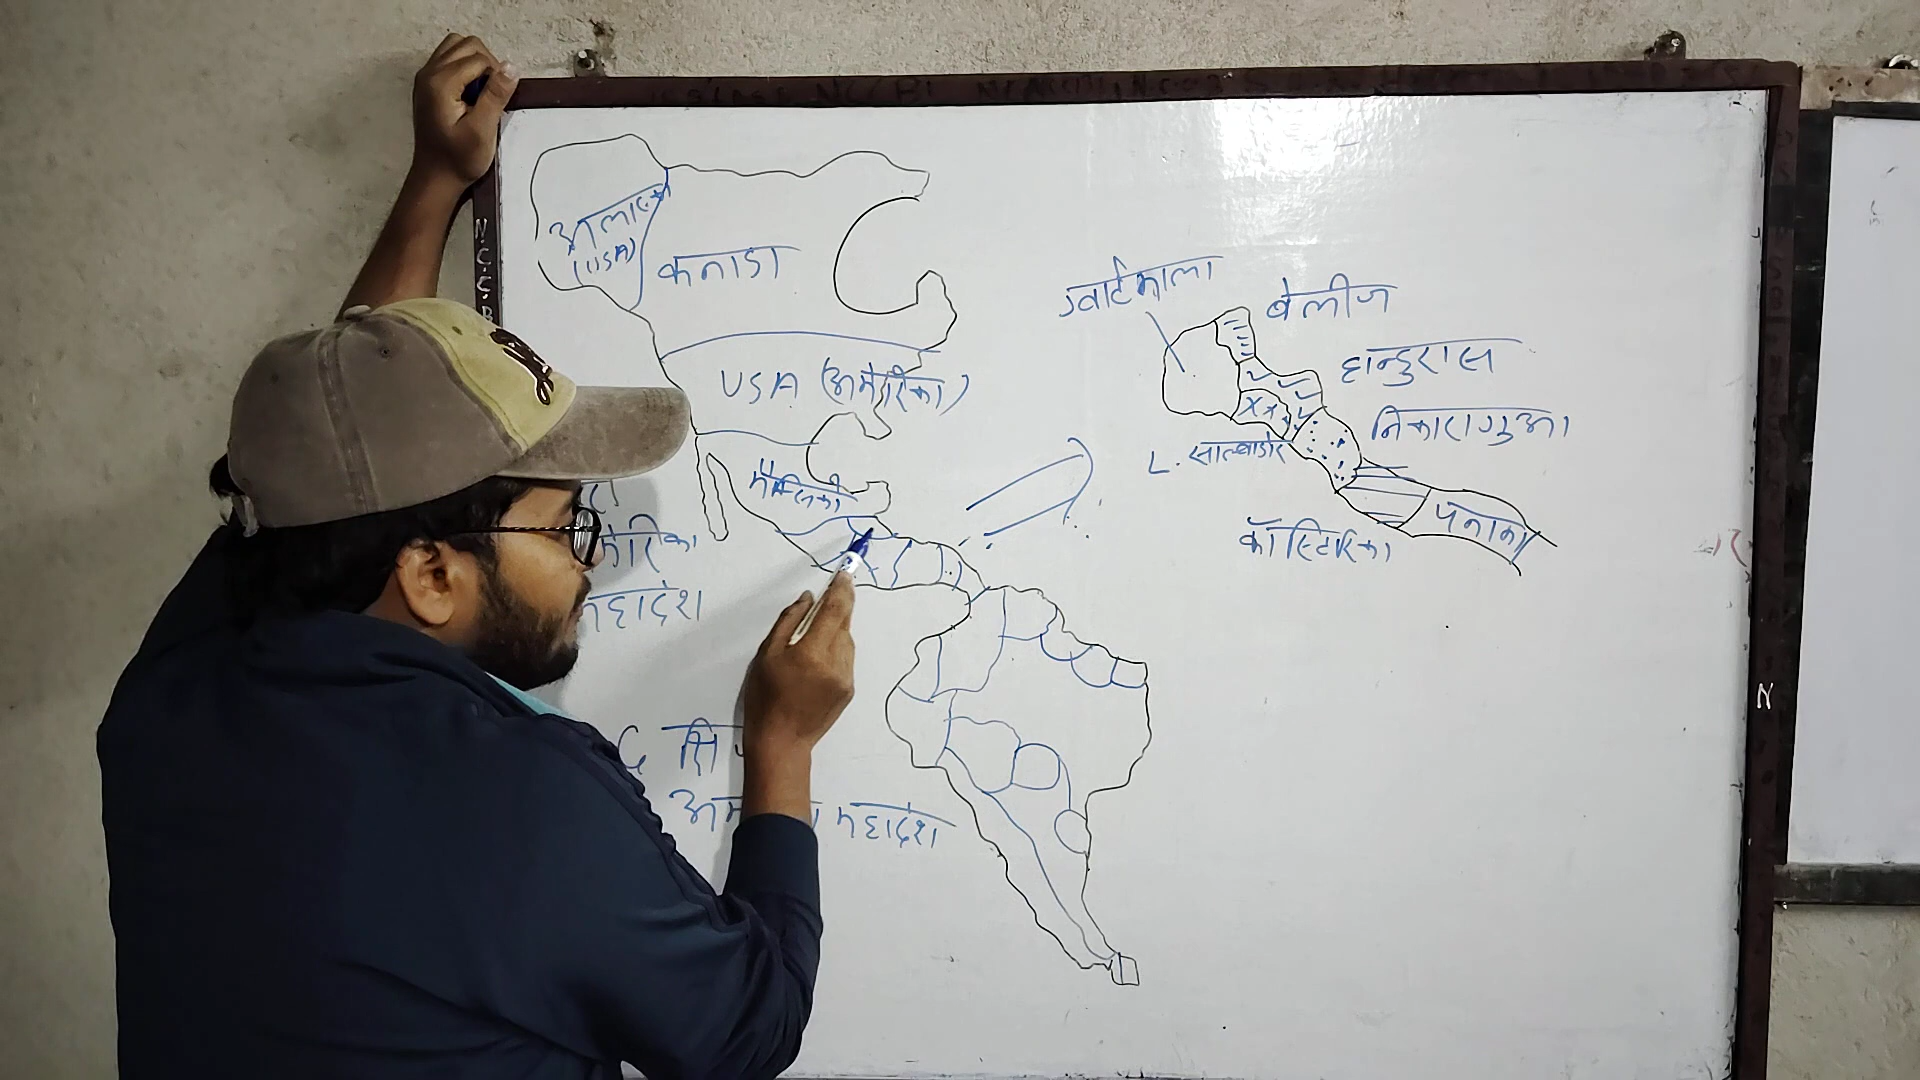 अलास्का
(USA)
कनाडा
USA (अमेरिका)
मैक्सिको
महादेश
महादेश
ग्वाटेमाला
बेलीज
हान्डुरास
निकारागुआ
L. साल्वाडोर
कॉस्टिरिका
पनामा
N.C.C.B